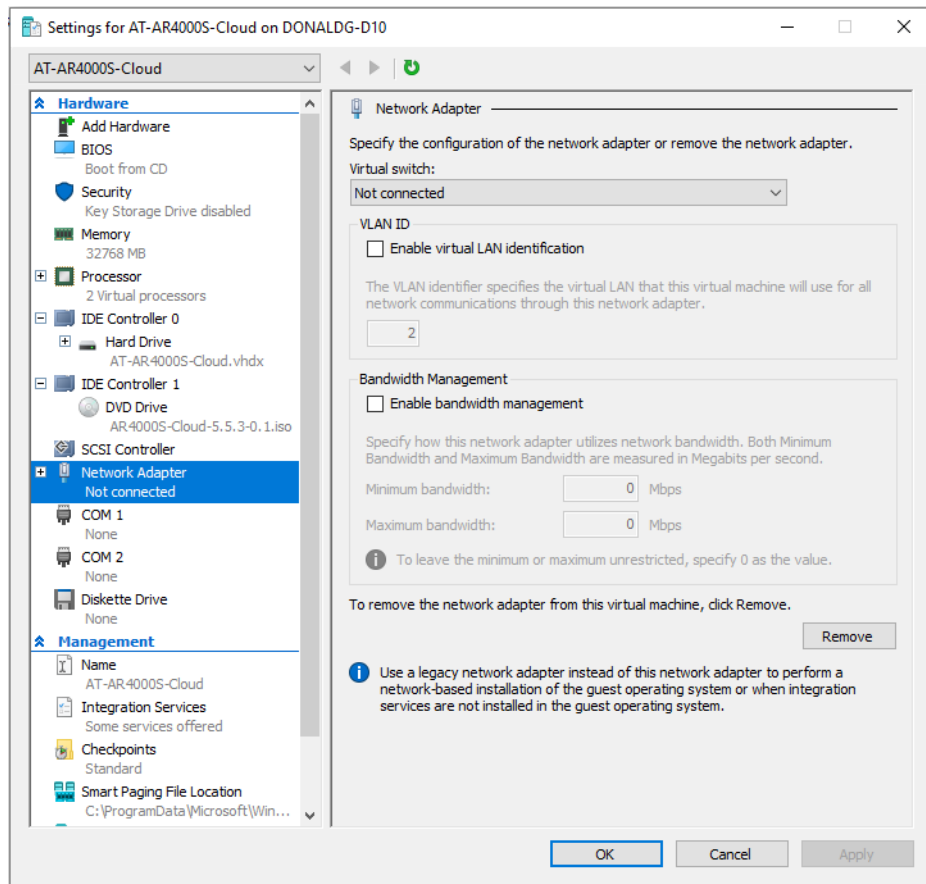 Settings for AT-AR4000S-Cloud on DONALDG-D10
AT-AR4000S-Cloud
Hardware
Add Hardware
BIOS
Boot from CD
Security
Key Storage Drive disabled
Memory
32768 MB
Processor
2 Virtual processors
IDE Controller 0
Hard Drive
AT-AR4000S-Cloud.vhdx
IDE Controller 1
DVD Drive
AR4000S-Cloud-5.5.3-0.1.iso
SCSI Controller
Network Adapter
Not connected
COM 1
None
COM 2
None
Diskette Drive
None
Management
Name
AT-AR4000S-Cloud
Integration Services
Some services offered
Checkpoints
Standard
Smart Paging File Location
C:\ProgramData\Microsoft\Win...
Network Adapter
Specify the configuration of the network adapter or remove the network adapter.
Virtual switch:
Not connected
VLAN ID
Enable virtual LAN identification
The VLAN identifier specifies the virtual LAN that this virtual machine will use for all
network communications through this network adapter.
2
Bandwidth Management
Enable bandwidth management
Specify how this network adapter utilizes network bandwidth. Both Minimum
Bandwidth and Maximum Bandwidth are measured in Megabits per second.
Minimum bandwidth: 0 Mbps
Maximum bandwidth: 0 Mbps
To leave the minimum or maximum unrestricted, specify 0 as the value.
To remove the network adapter from this virtual machine, click Remove.
Remove
Use a legacy network adapter instead of this network adapter to perform a
network-based installation of the guest operating system or when integration
services are not installed in the guest operating system.
OK Cancel Apply